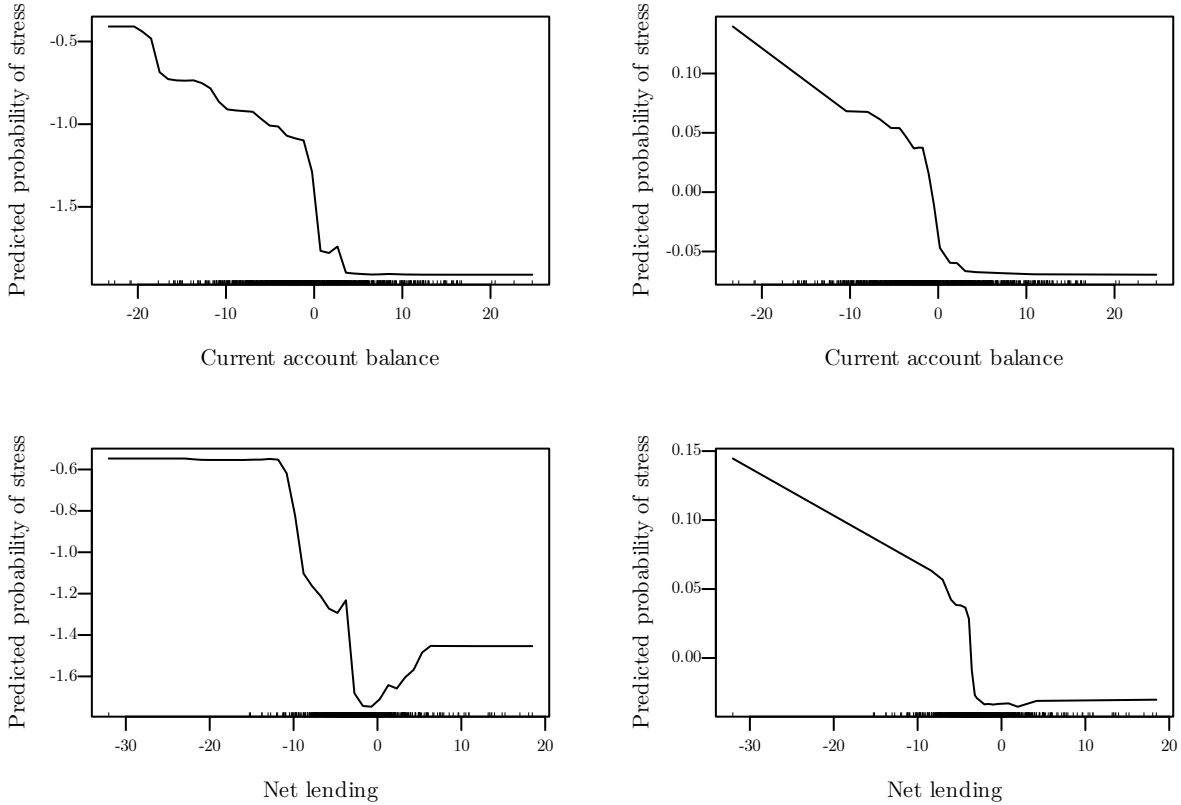 Predicted probability of stress
-0.5
-1.0
-1.5
-20 -10 0 10 20
Current account balance
Predicted probability of stress
0.10
0.05
0.00
-0.05
-20 -10 0 10 20
Current account balance
Predicted probability of stress
-0.6
-0.8
-1.0
-1.2
-1.4
-1.6
-30 -20 -10 0 10 20
Net lending
Predicted probability of stress
0.15
0.10
0.05
0.00
-30 -20 -10 0 10 20
Net lending